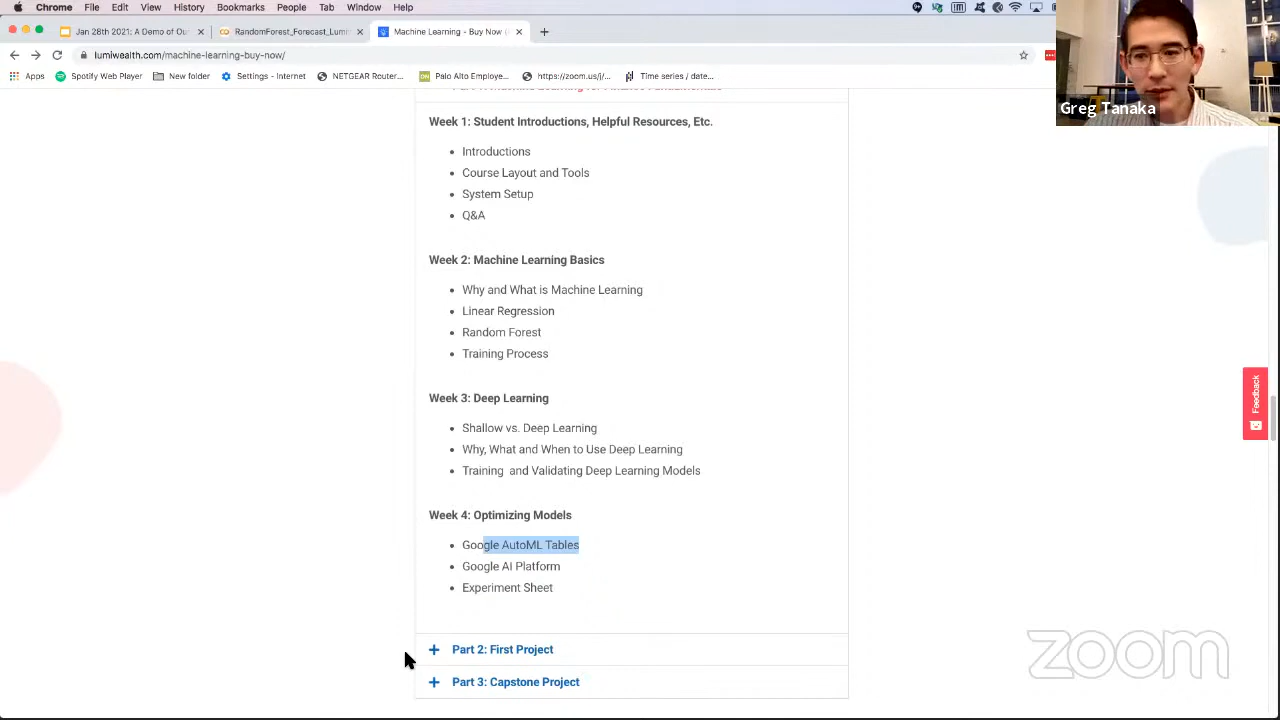 Chrome File Edit View History Bookmarks People Tab Window Help
Jan 28th 2021: A Demo of Ou
RandomForest_Forecast_Lumi
Machine Learning - Buy Now (
lumiwealth.com/machine-learning-buy-now/
Apps Spotify Web Player New folder Settings - Internet NETGEAR Router... Palo Alto Employe... https://zoom.us/j/... Time series / date...
Greg Tanaka
Week 1: Student Introductions, Helpful Resources, Etc.
Introductions
Course Layout and Tools
System Setup
Q&A
Week 2: Machine Learning Basics
Why and What is Machine Learning
Linear Regression
Random Forest
Training Process
Week 3: Deep Learning
Shallow vs. Deep Learning
Why, What and When to Use Deep Learning
Training and Validating Deep Learning Models
Week 4: Optimizing Models
Google AutoML Tables
Google AI Platform
Experiment Sheet
Part 2: First Project
Part 3: Capstone Project
Feedback
zoom